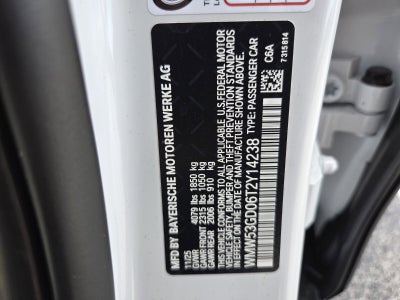 MFD BY BAYERISCHE MOTOREN WERKE AG
11/25
GVWR 4079 lbs 1850 kg
GAWR FRONT 2315 lbs 1050 kg
GAWR REAR 2006 lbs 910 kg
THIS VEHICLE CONFORMS TO ALL APPLICABLE U.S.FEDERAL MOTOR
VEHICLE SAFETY, BUMPER, AND THEFT PREVENTION STANDARDS
IN EFFECT ON THE DATE OF MANUFACTURE SHOWN ABOVE.
WMW53GD06T2Y14238 TYPE:PASSENGER CAR
C6A
7315814